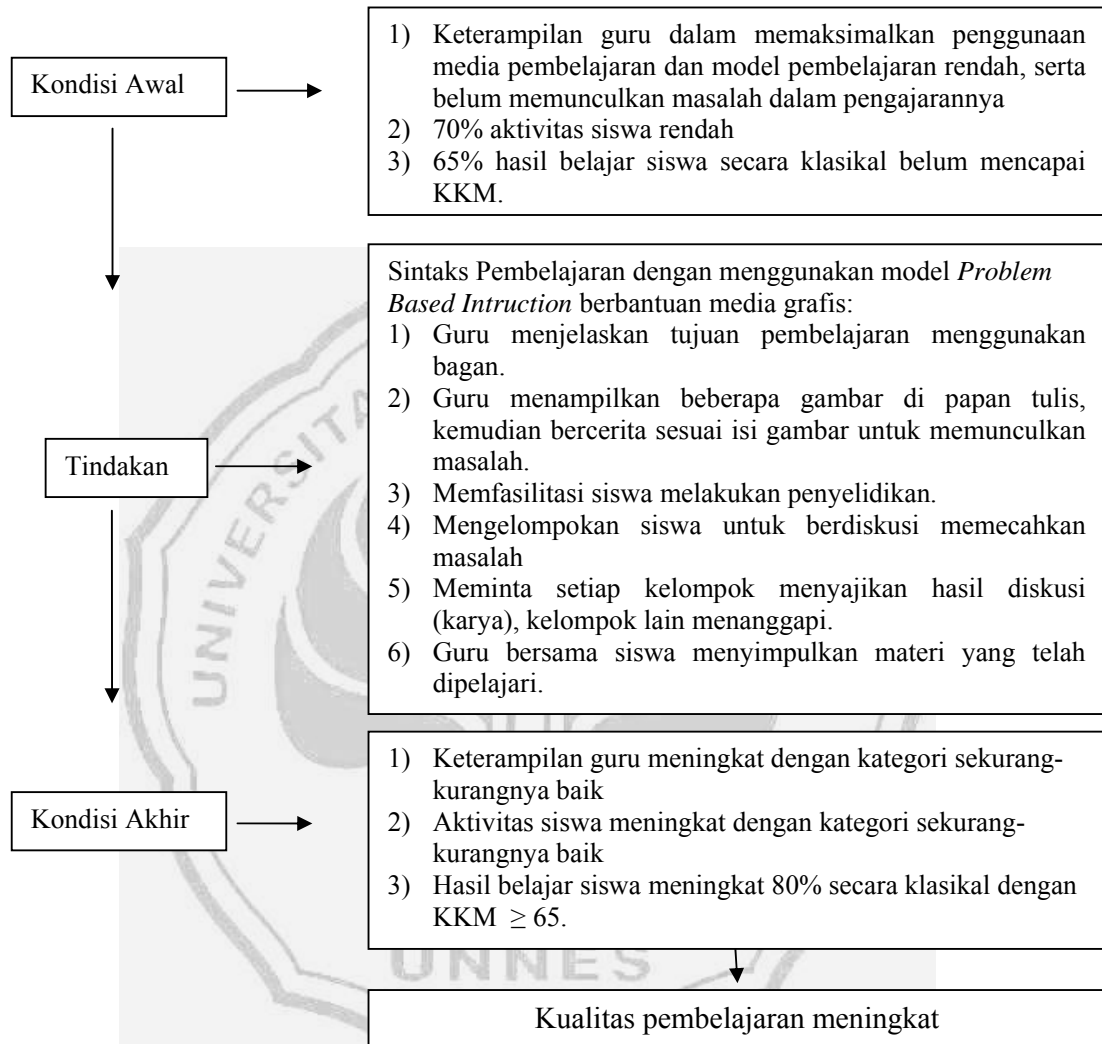 Kondisi Awal
1) Keterampilan guru dalam memaksimalkan penggunaan
media pembelajaran dan model pembelajaran rendah, serta
belum memunculkan masalah dalam pengajarannya
2) 70% aktivitas siswa rendah
3) 65% hasil belajar siswa secara klasikal belum mencapai
KKM.
Tindakan
Sintaks Pembelajaran dengan menggunakan model Problem
Based Intruction berbantuan media grafis:
1) Guru menjelaskan tujuan pembelajaran menggunakan
bagan.
2) Guru menampilkan beberapa gambar di papan tulis,
kemudian bercerita sesuai isi gambar untuk memunculkan
masalah.
3) Memfasilitasi siswa melakukan penyelidikan.
4) Mengelompokan siswa untuk berdiskusi memecahkan
masalah
5) Meminta setiap kelompok menyajikan hasil diskusi
(karya), kelompok lain menanggapi.
6) Guru bersama siswa menyimpulkan materi yang telah
dipelajari.
Kondisi Akhir
1) Keterampilan guru meningkat dengan kategori sekurang-
kurangnya baik
2) Aktivitas siswa meningkat dengan kategori sekurang-
kurangnya baik
3) Hasil belajar siswa meningkat 80% secara klasikal dengan
KKM ≥ 65.
Kualitas pembelajaran meningkat
UNNES